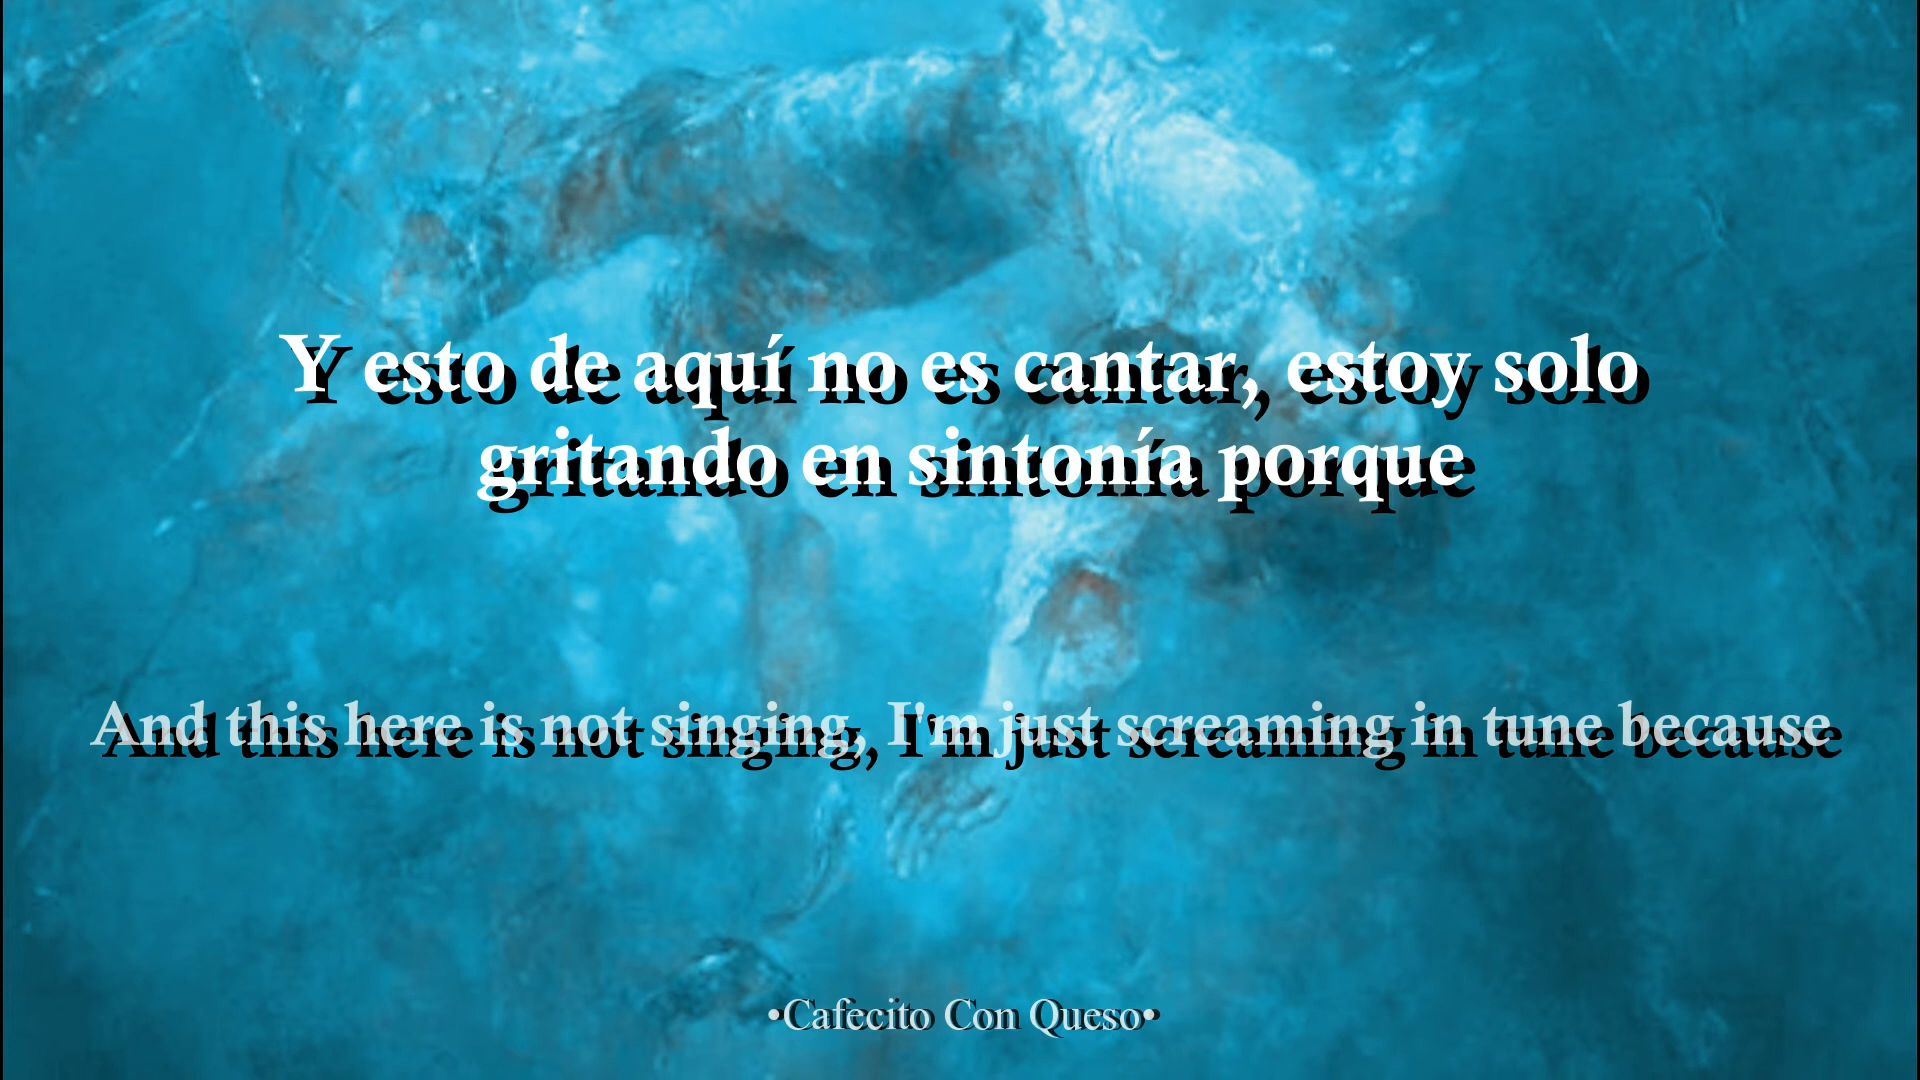 Y esto de aquí no es cantar, estoy solo
gritando en sintonía porque
And this here is not singing, I'm just screaming in tune because
•Cafecito Con Queso•